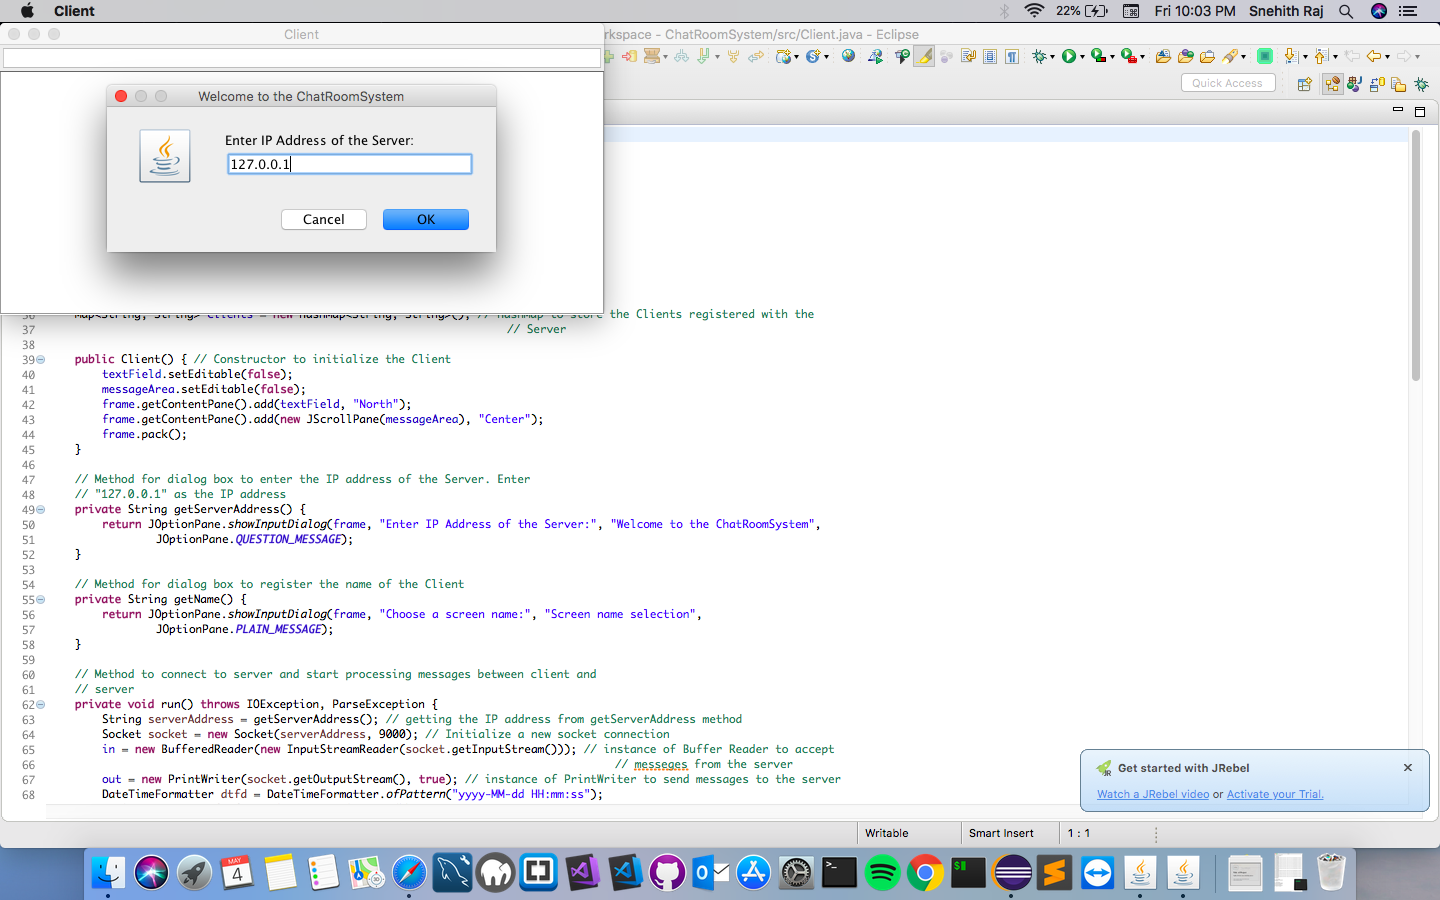 Client
22%
Fri 10:03 PM Snehith Raj
Client
rkspace - ChatRoomSystem/src/Client.java - Eclipse
Quick Access
Welcome to the ChatRoomSystem
Enter IP Address of the Server:
127.0.0.1
Cancel
OK
36 Map<String, String> clients = new HashMap<String, String>(); // HashMap to store the Clients registered with the
37 // Server
38
39 public Client() { // Constructor to initialize the Client
40 textField.setEditable(false);
41 messageArea.setEditable(false);
42 frame.getContentPane().add(textField, "North");
43 frame.getContentPane().add(new JScrollPane(messageArea), "Center");
44 frame.pack();
45 }
46
47 // Method for dialog box to enter the IP address of the Server. Enter
48 // "127.0.0.1" as the IP address
49 private String getServerAddress() {
50 return JOptionPane.showInputDialog(frame, "Enter IP Address of the Server:", "Welcome to the ChatRoomSystem",
51 JOptionPane.QUESTION_MESSAGE);
52 }
53
54 // Method for dialog box to register the name of the Client
55 private String getName() {
56 return JOptionPane.showInputDialog(frame, "Choose a screen name:", "Screen name selection",
57 JOptionPane.PLAIN_MESSAGE);
58 }
59
60 // Method to connect to server and start processing messages between client and
61 // server
62 private void run() throws IOException, ParseException {
63 String serverAddress = getServerAddress(); // getting the IP address from getServerAddress method
64 Socket socket = new Socket(serverAddress, 9000); // Initialize a new socket connection
65 in = new BufferedReader(new InputStreamReader(socket.getInputStream())); // instance of Buffer Reader to accept
66 // messeges from the server
67 out = new PrintWriter(socket.getOutputStream(), true); // instance of PrintWriter to send messages to the server
68 DateTimeFormatter dtfd = DateTimeFormatter.ofPattern("yyyy-MM-dd HH:mm:ss");
Get started with JRebel
Watch a JRebel video or Activate your Trial.
Writable
Smart Insert
1 : 1
MAY
4